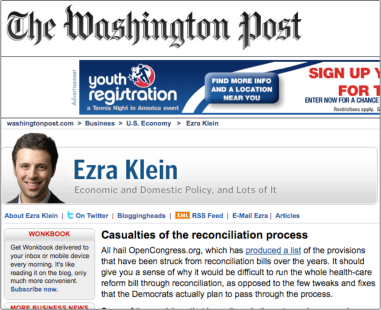 The Washington Post
Advertisement
youth
registration
a Tennis Night in America event
FIND MORE INFO
AND A LOCATION
NEAR YOU
SIGN UP Y
FOR T
ENTER NOW FOR A CHANCE
Restrictions apply. S
washingtonpost.com > Business > U.S. Economy > Ezra Klein
Ezra Klein
Economic and Domestic Policy, and Lots of It
About Ezra Klein | On Twitter | Bloggingheads | XML RSS Feed | E-Mail Ezra | Articles
WONKBOOK
Get Wonkbook delivered to
your inbox or mobile device
every morning. It's like
reading it on the blog, only
much more convenient.
Subscribe now.
MORE BUSINESS NEWS
Casualties of the reconciliation process
All hail OpenCongress.org, which has produced a list of the provisions
that have been struck from reconciliation bills over the years. It should
give you a sense of why it would be difficult to run the whole health-care
reform bill through reconciliation, as opposed to the few tweaks and fixes
that the Democrats actually plan to pass through the process.